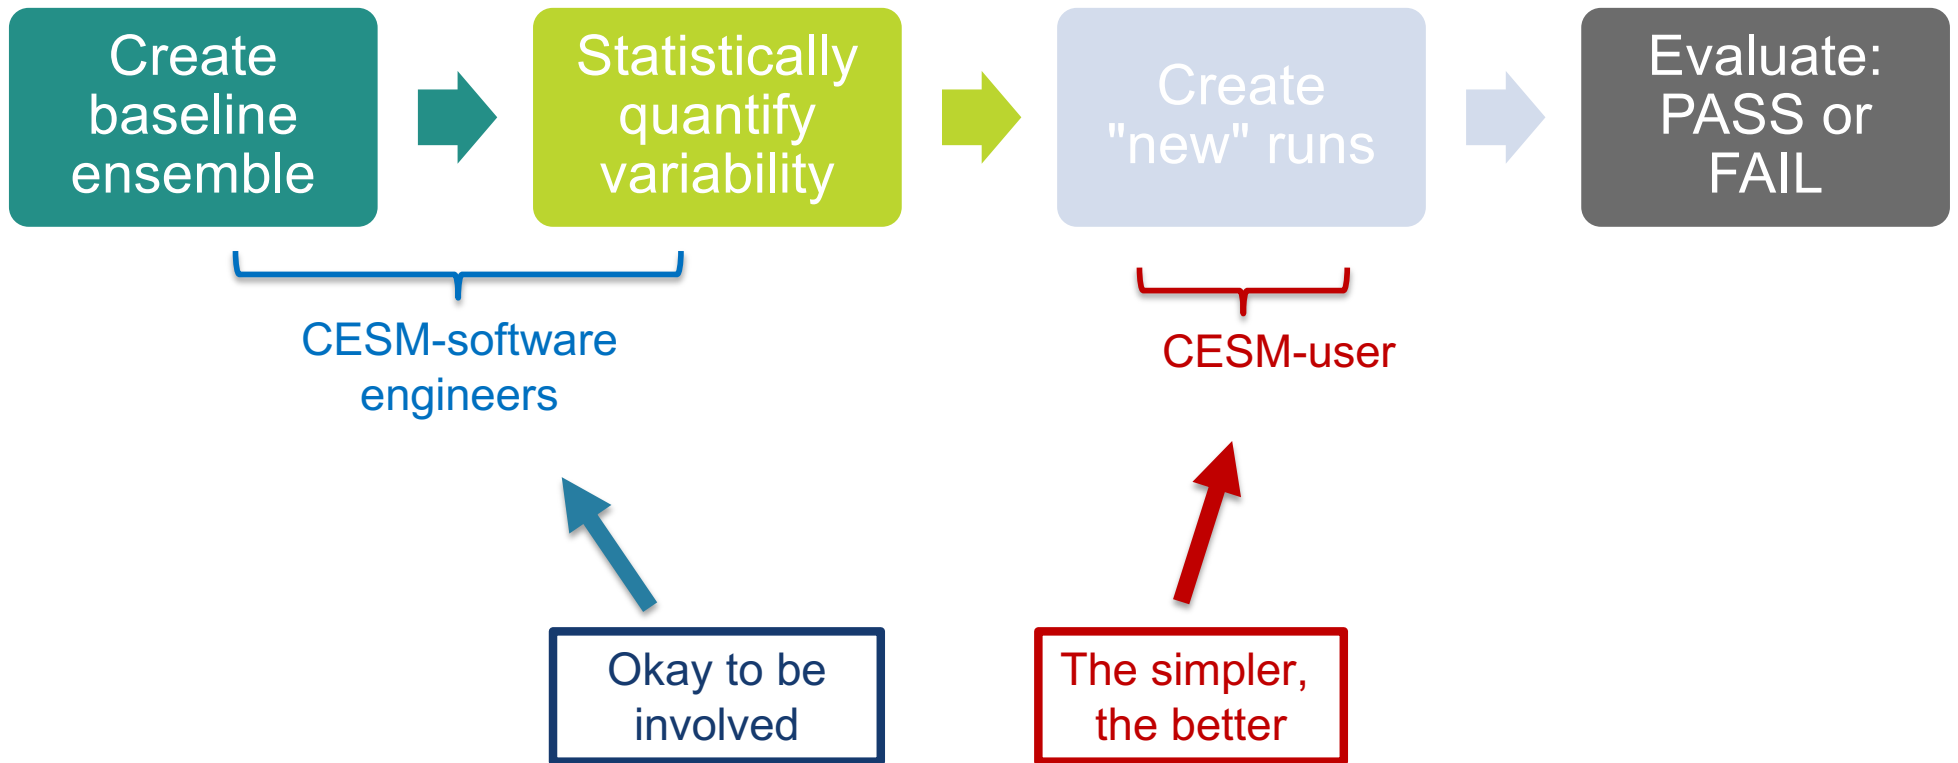 Create
baseline
ensemble
Statistically
quantify
variability
Create
"new" runs
Evaluate:
PASS or
FAIL
CESM-software
engineers
CESM-user
Okay to be
involved
The simpler,
the better